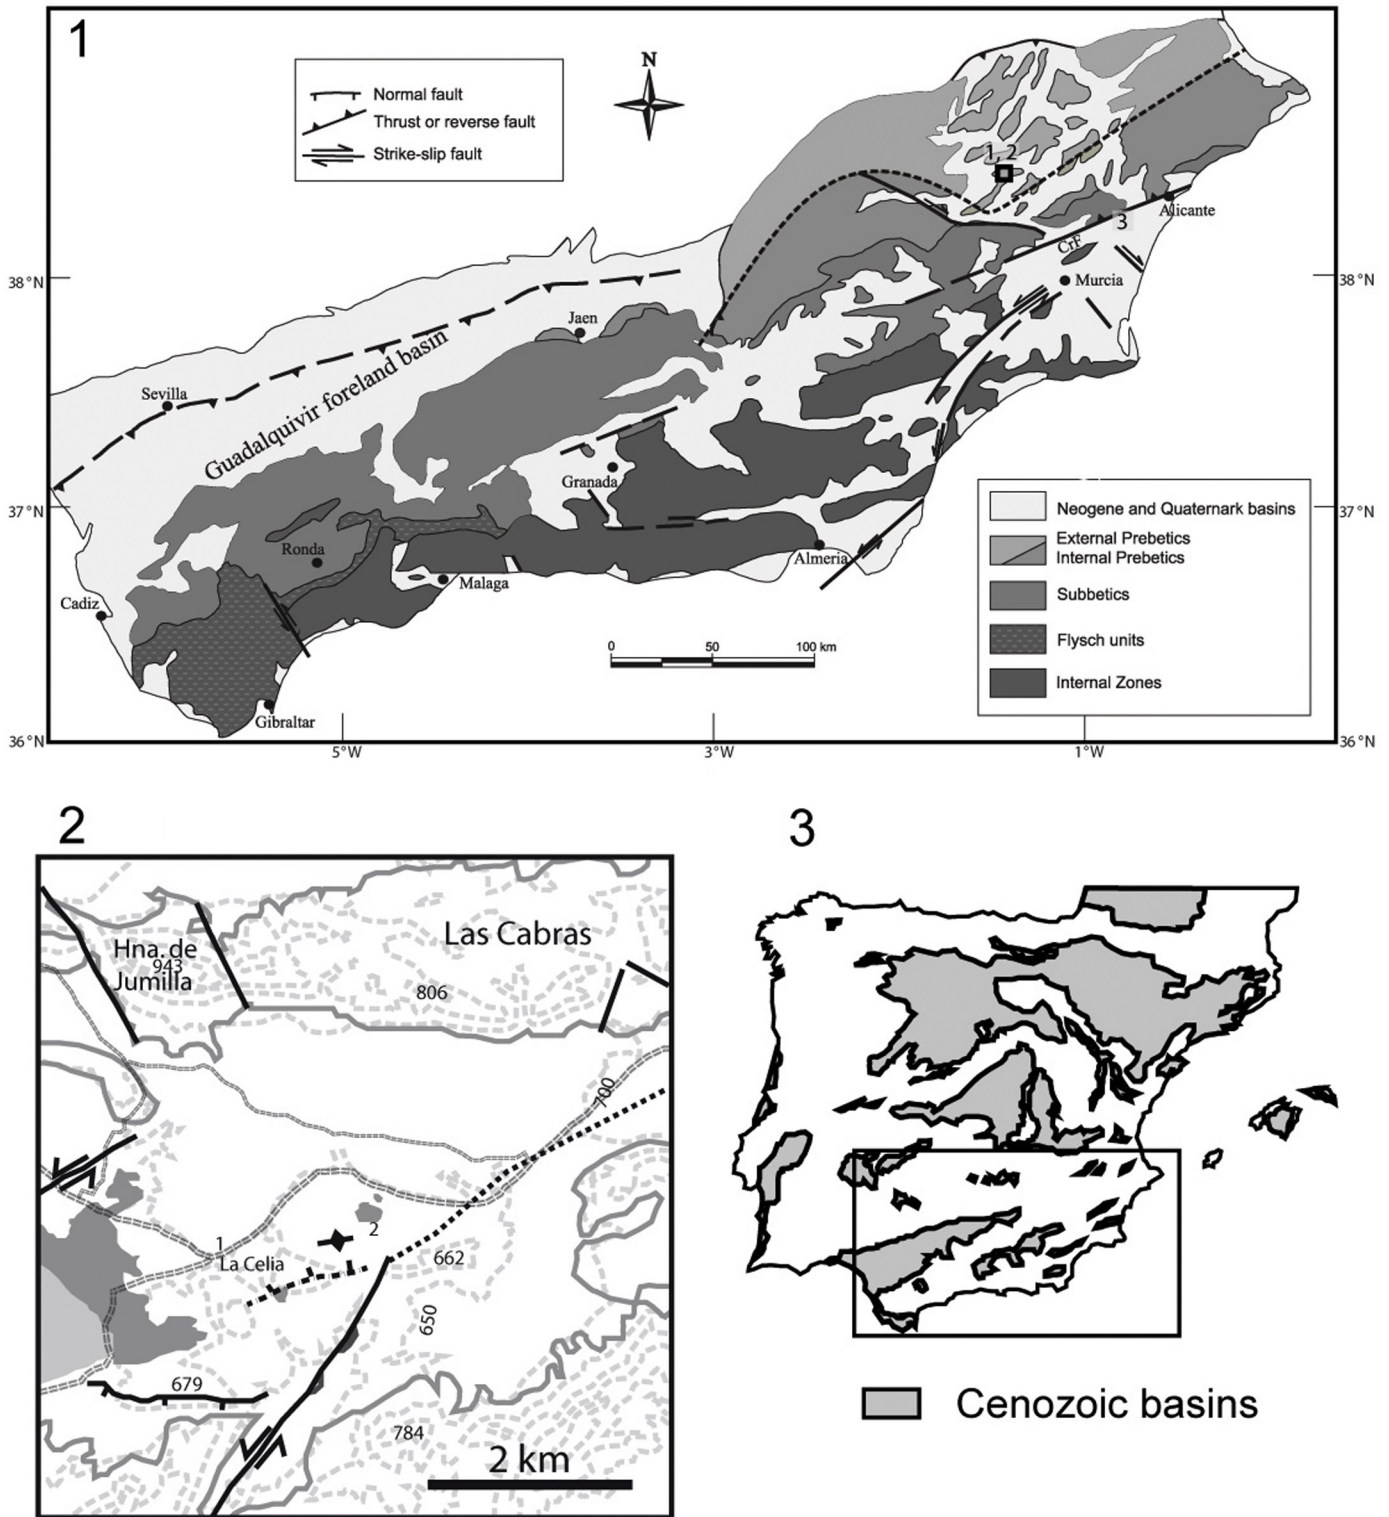 1
Normal fault
Thrust or reverse fault
Strike-slip fault
N
1, 2
Alicante
3
CrF
Murcia
38°N
38°N
Jaen
Sevilla
Guadalquivir foreland basin
Granada
37°N
37°N
Neogene and Quaternark basins
External Prebetics
Internal Prebetics
Subbetics
Flysch units
Internal Zones
Ronda
Almeria
Malaga
Cadiz
0 50 100 km
Gibraltar
36°N
36°N
5°W
3°W
1°W
2
Hna. de
943
Jumilla
Las Cabras
806
700
1
2
La Celia
662
650
679
784
2 km
3
Cenozoic basins